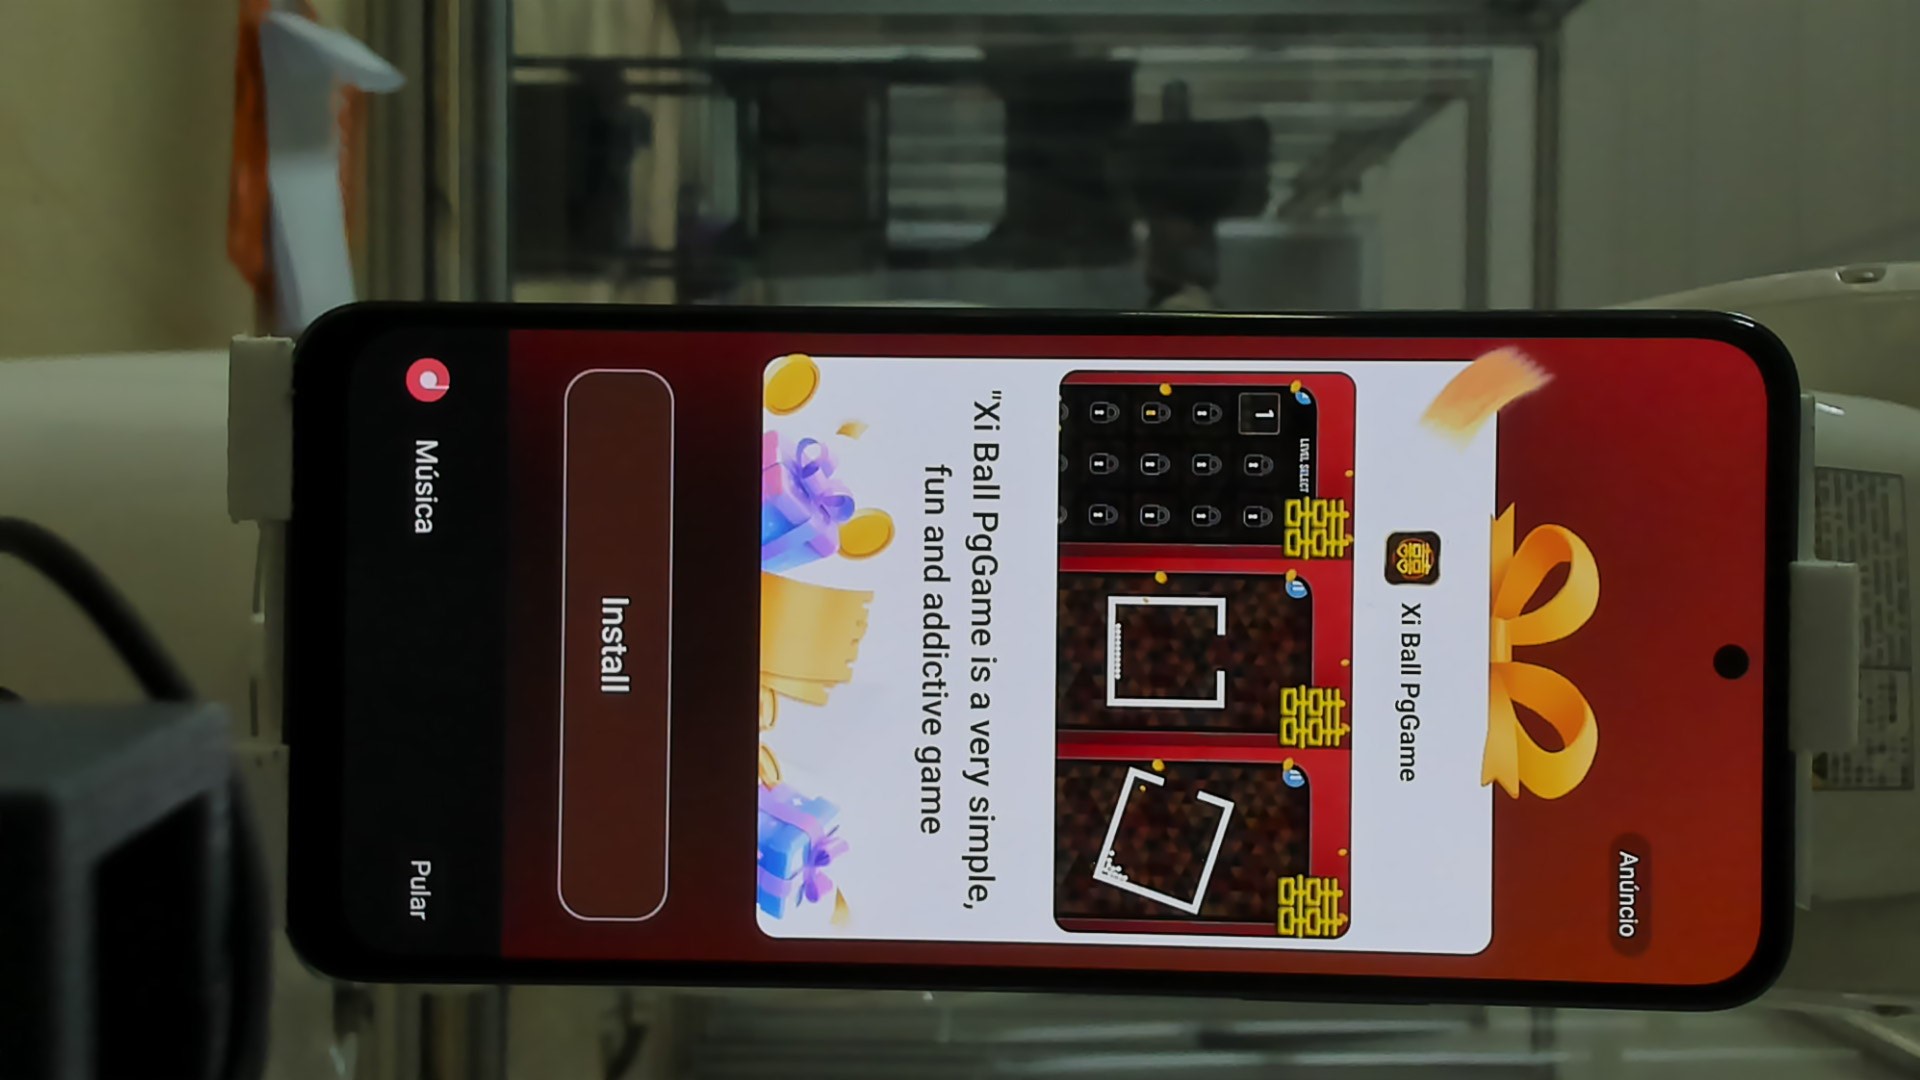 Anúncio
Xi Ball PgGame
LEVEL SELECT
1
"Xi Ball PgGame is a very simple,
fun and addictive game
Install
Música
Pular